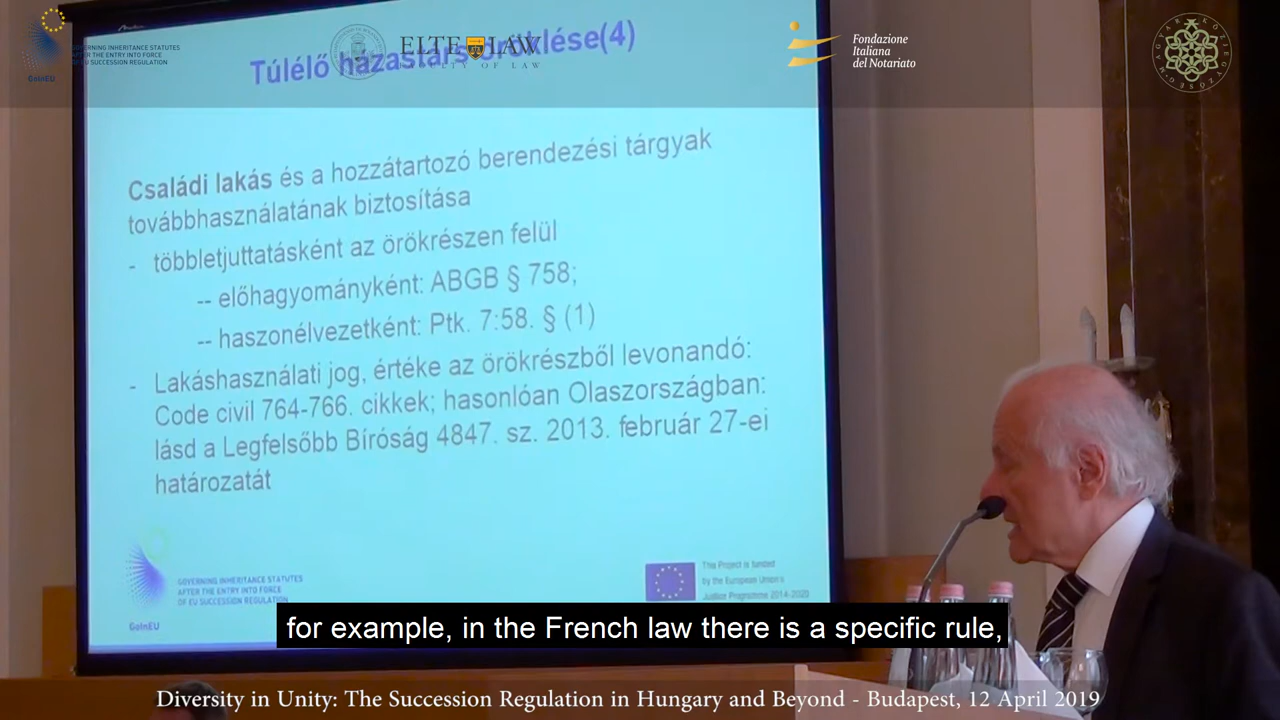 GOVERNING INHERITANCE STATUTES
AFTER THE ENTRY INTO FORCE
OF EU SUCCESSION REGULATION
GoInEU
ELTE LAW
FACULTY OF LAW
Fondazione
Italiana
del Notariato
Túlélő házastárs öröklése(4)
Családi lakás és a hozzátartozó berendezési tárgyak
továbbhasználatának biztosítása
- többletjuttatásként az örökrészen felül
-- előhagyományként: ABGB § 758;
-- haszonélvezetként: Ptk. 7:58. § (1)
- Lakáshasználati jog, értéke az örökrészből levonandó:
Code civil 764-766. cikkek; hasonlóan Olaszországban:
lásd a Legfelsőbb Bíróság 4847. sz. 2013. február 27-ei
határozatát
GOVERNING INHERITANCE STATUTES
AFTER THE ENTRY INTO FORCE
OF EU SUCCESSION REGULATION
GoInEU
This Project is funded
by the European Union's
Justice Programme 2014-2020
for example, in the French law there is a specific rule,
Diversity in Unity: The Succession Regulation in Hungary and Beyond - Budapest, 12 April 2019